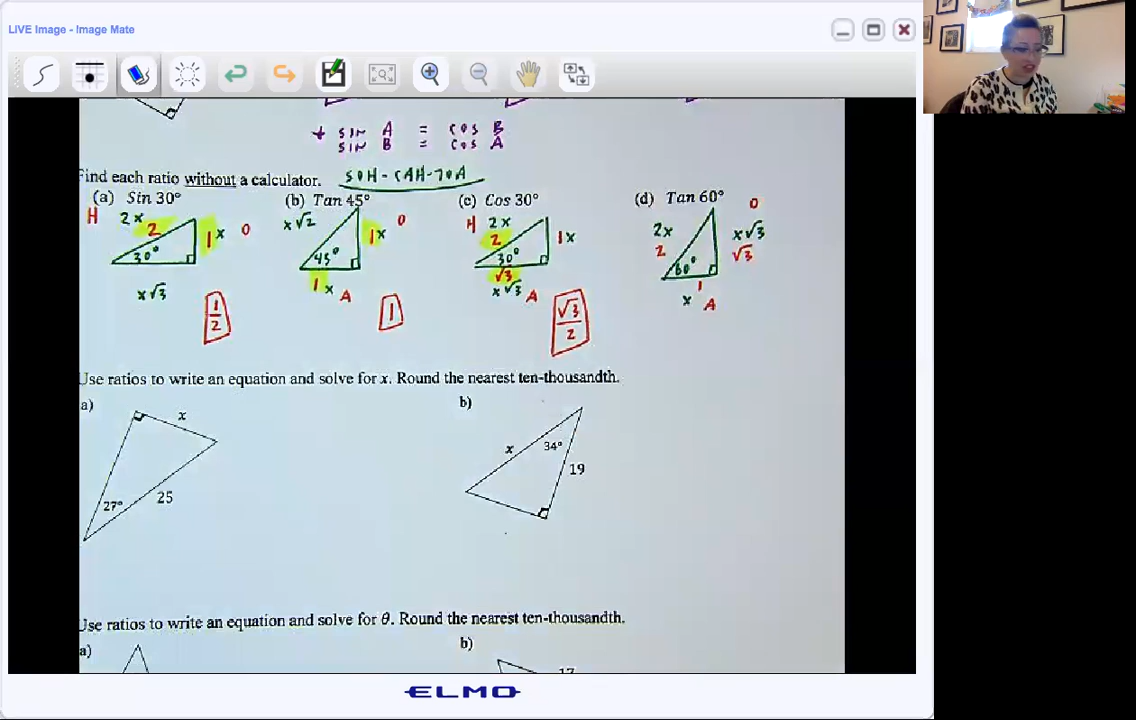 LIVE Image - Image Mate
* sin A = cos B
sin B = cos A
Find each ratio without a calculator. SOH-CAH-TOA
(a) Sin 30° (b) Tan 45° (c) Cos 30° (d) Tan 60°
H 2x 2 1x O 30° x√3 1/2
x√2 1x O 45° 1x A 1
H 2x 2 1x 30° √3 x√3 A √3/2
2x 2 O x√3 √3 60° 1 x A
Use ratios to write an equation and solve for x. Round the nearest ten-thousandth.
a) b)
x 27° 25
x 34° 19
Use ratios to write an equation and solve for θ. Round the nearest ten-thousandth.
a) b)
17
ELMO